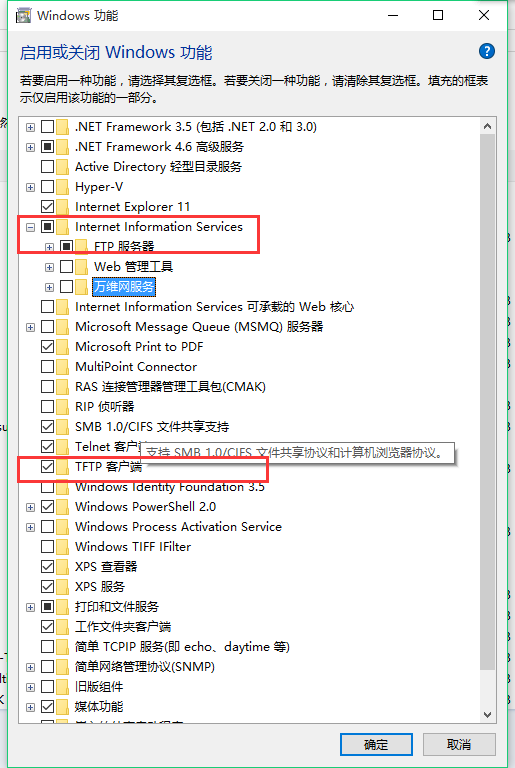 Windows 功能
启用或关闭 Windows 功能
若要启用一种功能，请选择其复选框。若要关闭一种功能，请清除其复选框。填充的框表
示仅启用该功能的一部分。
.NET Framework 3.5 (包括 .NET 2.0 和 3.0)
.NET Framework 4.6 高级服务
Active Directory 轻型目录服务
Hyper-V
Internet Explorer 11
Internet Information Services
FTP 服务器
Web 管理工具
万维网服务
Internet Information Services 可承载的 Web 核心
Microsoft Message Queue (MSMQ) 服务器
Microsoft Print to PDF
MultiPoint Connector
RAS 连接管理器管理工具包(CMAK)
RIP 侦听器
SMB 1.0/CIFS 文件共享支持
Telnet 客户
支持 SMB 1.0/CIFS 文件共享协议和计算机浏览器协议。
TFTP 客户端
Windows Identity Foundation 3.5
Windows PowerShell 2.0
Windows Process Activation Service
Windows TIFF IFilter
XPS 查看器
XPS 服务
打印和文件服务
工作文件夹客户端
简单 TCPIP 服务(即 echo、daytime 等)
简单网络管理协议(SNMP)
旧版组件
媒体功能
确定
取消